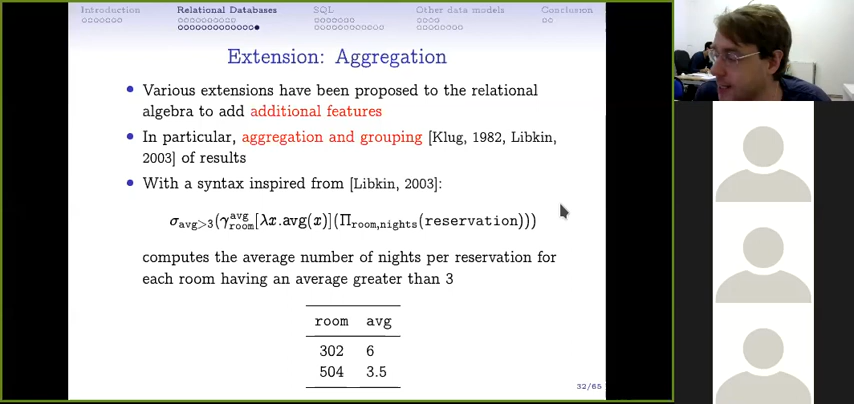 Introduction Relational Databases SQL Other data models Conclusion
Extension: Aggregation
Various extensions have been proposed to the relational
algebra to add additional features
In particular, aggregation and grouping [Klug, 1982, Libkin,
2003] of results
With a syntax inspired from [Libkin, 2003]:
σavg>3(γroom^avg[λx.avg(x)](Πroom,nights(reservation)))
computes the average number of nights per reservation for
each room having an average greater than 3
room avg
302 6
504 3.5
32/65